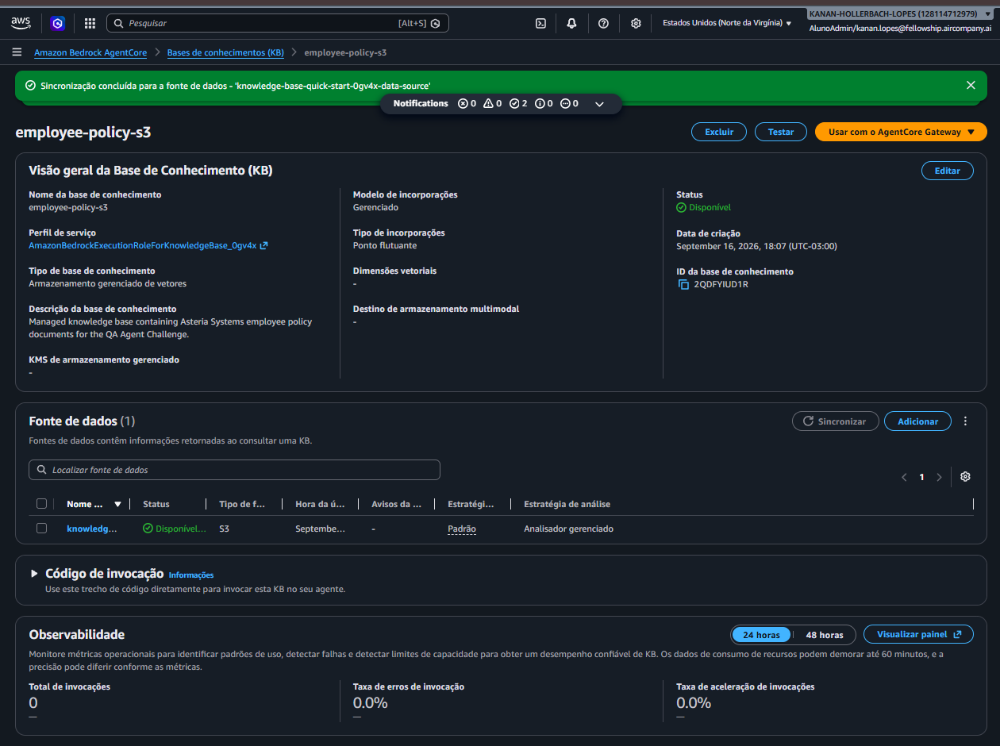 aws
Pesquisar [Alt+S]
Estados Unidos (Norte da Virgínia) ▼
KANAN-HOLLERBACH-LOPES (128114712979) ▼
AlunoAdmin/kanan.lopes@fellowship.aircompany.ai
Amazon Bedrock AgentCore > Bases de conhecimentos (KB) > employee-policy-s3
Sincronização concluída para a fonte de dados - 'knowledge-base-quick-start-0gv4x-data-source'
Notifications 0 0 2 0 0
employee-policy-s3
Excluir
Testar
Usar com o AgentCore Gateway ▼
Visão geral da Base de Conhecimento (KB)
Editar
Nome da base de conhecimento
employee-policy-s3
Perfil de serviço
AmazonBedrockExecutionRoleForKnowledgeBase_0gv4x
Tipo de base de conhecimento
Armazenamento gerenciado de vetores
Descrição da base de conhecimento
Managed knowledge base containing Asteria Systems employee policy
documents for the QA Agent Challenge.
KMS de armazenamento gerenciado
-
Modelo de incorporações
Gerenciado
Tipo de incorporações
Ponto flutuante
Dimensões vetoriais
-
Destino de armazenamento multimodal
-
Status
Disponível
Data de criação
September 16, 2026, 18:07 (UTC-03:00)
ID da base de conhecimento
2QDFYIUD1R
Fonte de dados (1)
Sincronizar
Adicionar
Fontes de dados contêm informações retornadas ao consultar uma KB.
Localizar fonte de dados
1
Nome ... ▼ Status Tipo de f... Hora da ú... Avisos da ... Estratégi... Estratégia de análise
knowledg... Disponível... S3 Septembe... - Padrão Analisador gerenciado
Código de invocação Informações
Use este trecho de código diretamente para invocar esta KB no seu agente.
Observabilidade
24 horas
48 horas
Visualizar painel
Monitore métricas operacionais para identificar padrões de uso, detectar falhas e detectar limites de capacidade para obter um desempenho confiável de KB. Os dados de consumo de recursos podem demorar até 60 minutos, e a
precisão pode diferir conforme as métricas.
Total de invocações
0
—
Taxa de erros de invocação
0.0%
—
Taxa de aceleração de invocações
0.0%
—